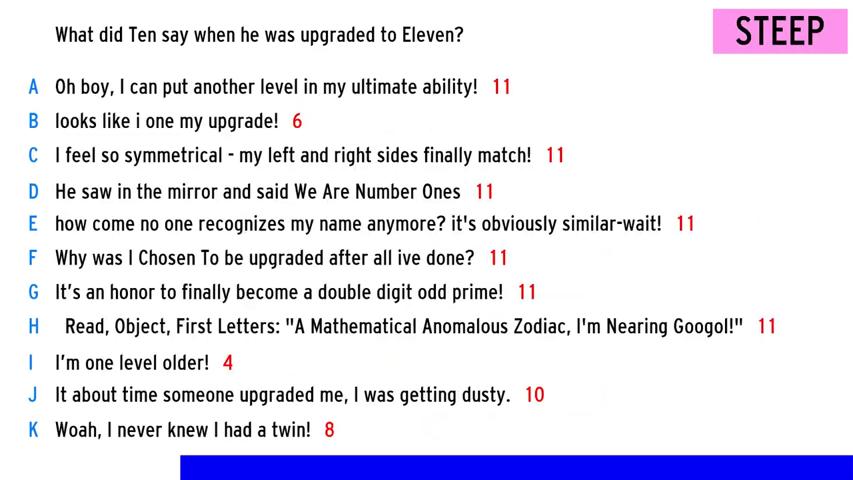 What did Ten say when he was upgraded to Eleven?
STEEP
A Oh boy, I can put another level in my ultimate ability! 11
B looks like i one my upgrade! 6
C I feel so symmetrical - my left and right sides finally match! 11
D He saw in the mirror and said We Are Number Ones 11
E how come no one recognizes my name anymore? it's obviously similar-wait! 11
F Why was I Chosen To be upgraded after all ive done? 11
G It's an honor to finally become a double digit odd prime! 11
H Read, Object, First Letters: "A Mathematical Anomalous Zodiac, I'm Nearing Googol!" 11
I I'm one level older! 4
J It about time someone upgraded me, I was getting dusty. 10
K Woah, I never knew I had a twin! 8